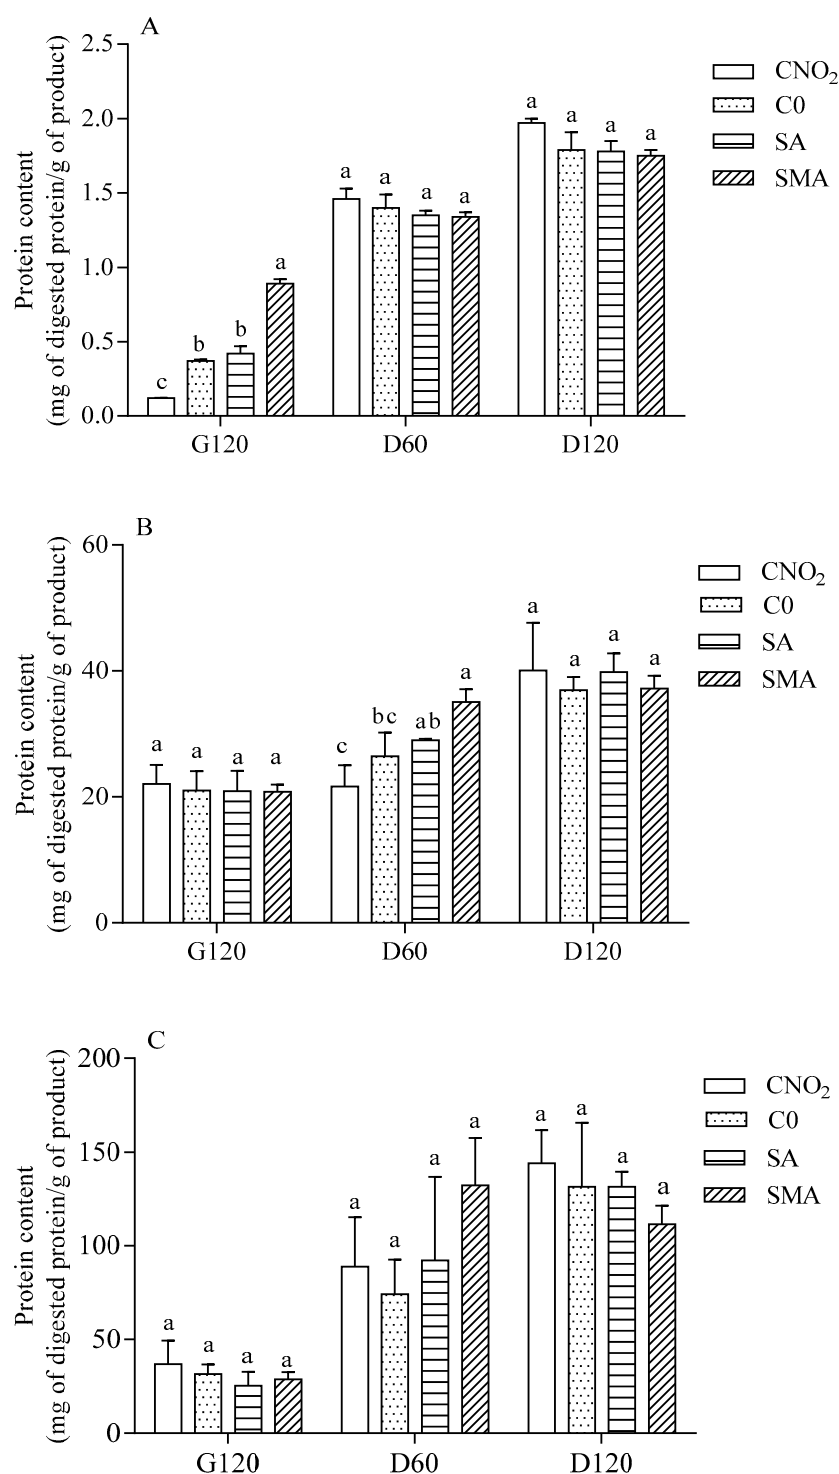 A
2.5
2.0
1.5
1.0
0.5
0.0
Protein content
(mg of digested protein/g of product)
c
b
b
a
a
a
a
a
a
a
a
a
G120
D60
D120
CNO₂
C0
SA
SMA
B
60
40
20
0
Protein content
(mg of digested protein/g of product)
a
a
a
a
c
bc
ab
a
a
a
a
a
G120
D60
D120
CNO₂
C0
SA
SMA
C
200
150
100
50
0
Protein content
(mg of digested protein/g of product)
a
a
a
a
a
a
a
a
a
a
a
a
G120
D60
D120
CNO₂
C0
SA
SMA